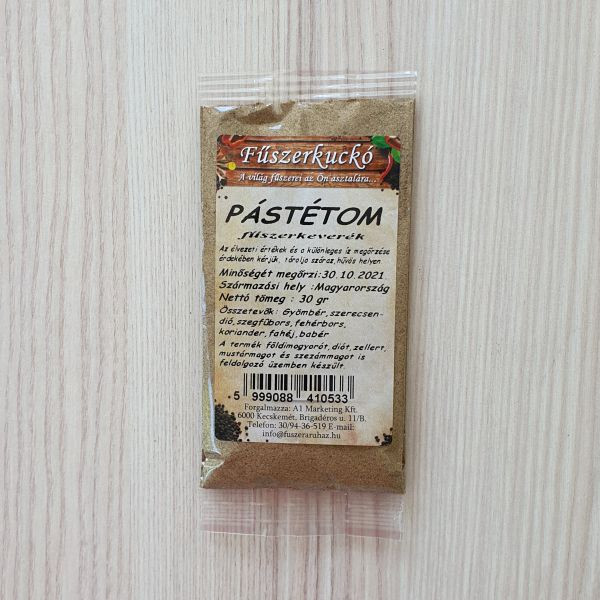 Fűszerkuckó
A világ fűszerei az Ön asztalára...
PÁSTÉTOM
fűszerkeverék
Az élvezeti értékek és a különleges íz megőrzése
érdekében kérjük, tárolja száraz, hűvös helyen.
Minőségét megőrzi:30.10.2021.
Származási hely :Magyarország
Nettó tömeg : 30 gr
Összetevők: Gyömbér, szerecsen-
dió,szegfűbors,fehérbors,
koriander,fahéj,babér
A termék földimogyorót,diót,zellert,
mustármagot és szezámmagot is
feldolgozó üzemben készült.
5 999088 410533
Forgalmazza: A1 Marketing Kft.
6000 Kecskemét, Brigadéros u. 11/B.
Telefon: 30/94-36-519 E-mail:
info@fuszeraruhaz.hu